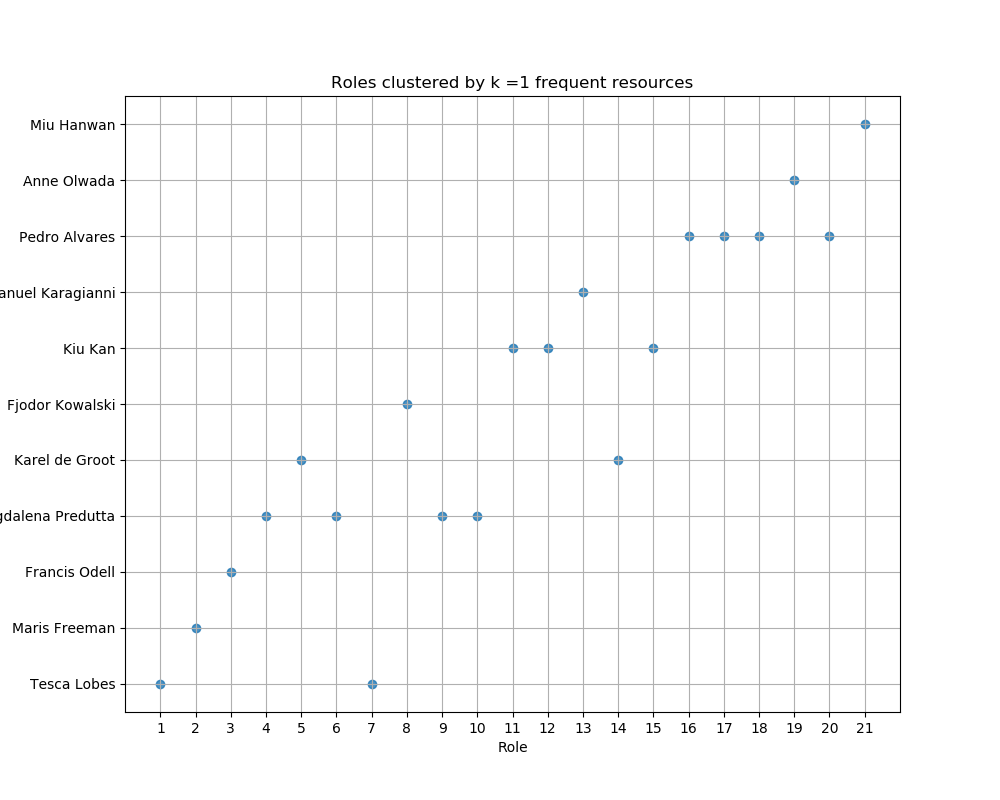 Roles clustered by k =1 frequent resources
Miu Hanwan
Anne Olwada
Pedro Alvares
Karagianni
Kiu Kan
Fjodor Kowalski
Karel de Groot
Predutta
Francis Odell
Maris Freeman
Tesca Lobes
1 2 3 4 5 6 7 8 9 10 11 12 13 14 15 16 17 18 19 20 21
Role